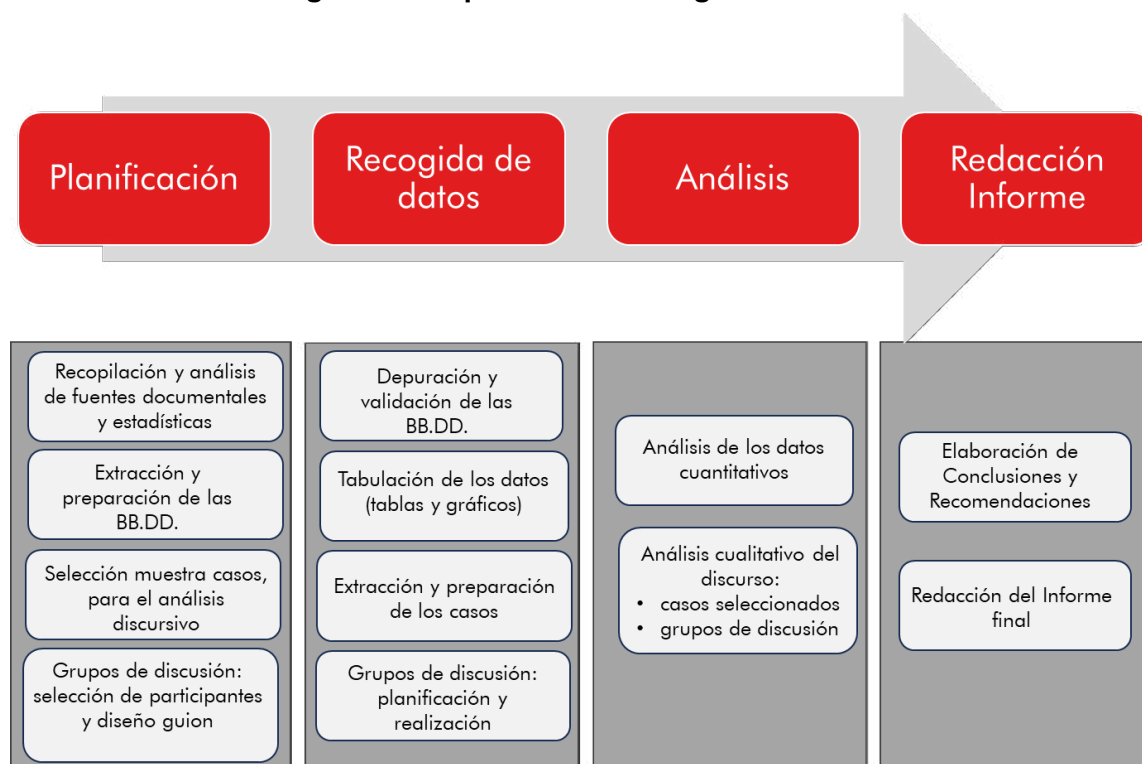 Planificación
Recogida de
datos
Análisis
Redacción
Informe
Recopilación y análisis
de fuentes documentales
y estadísticas
Extracción y
preparación de las
BB.DD.
Selección muestra casos,
para el análisis
discursivo
Grupos de discusión:
selección de participantes
y diseño guion
Depuración y
validación de las
BB.DD.
Tabulación de los datos
(tablas y gráficos)
Extracción y preparación
de los casos
Grupos de discusión:
planificación y
realización
Análisis de los datos
cuantitativos
Análisis cualitativo del
discurso:
• casos seleccionados
• grupos de discusión
Elaboración de
Conclusiones y
Recomendaciones
Redacción del Informe
final